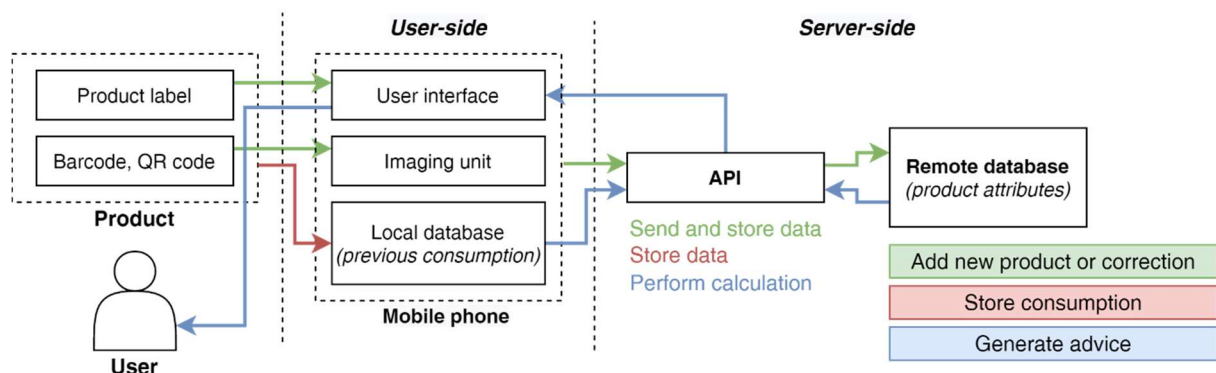 User-side
Server-side
Product label
Barcode, QR code
Product
User
User interface
Imaging unit
Local database
(previous consumption)
Mobile phone
API
Send and store data
Store data
Perform calculation
Remote database
(product attributes)
Add new product or correction
Store consumption
Generate advice